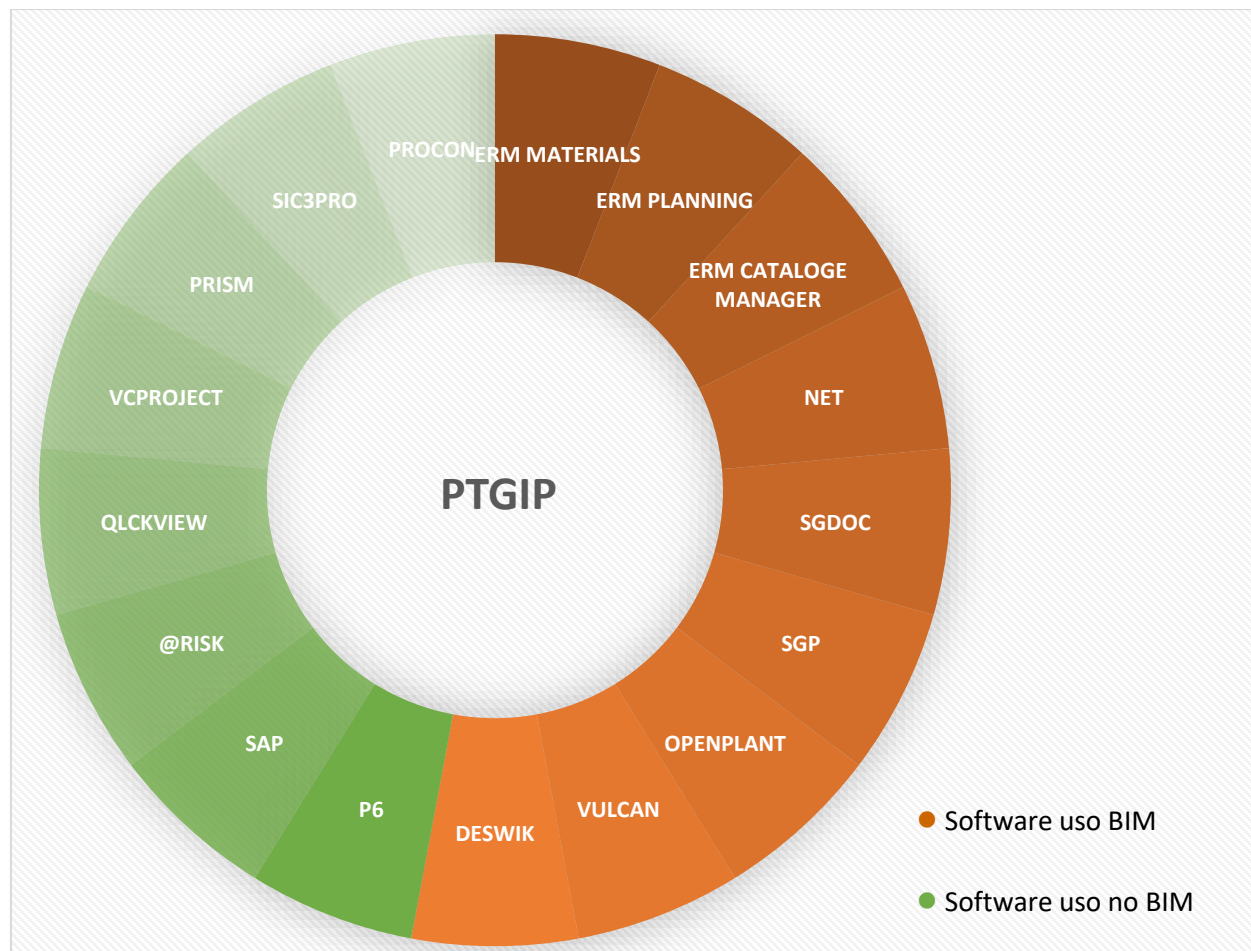 PROCON
ERM MATERIALS
SIC3PRO
ERM PLANNING
PRISM
ERM CATALOGE
MANAGER
VCPROJECT
NET
PTGIP
QLCKVIEW
SGDOC
@RISK
SGP
SAP
OPENPLANT
P6
VULCAN
DESWIK
Software uso BIM
Software uso no BIM